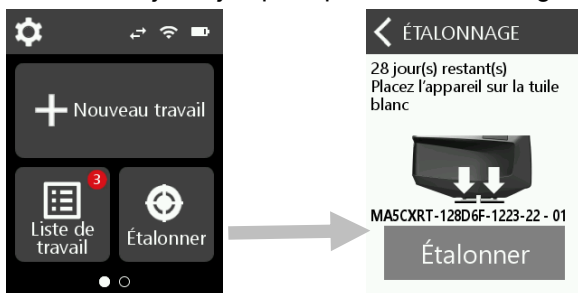 Nouveau travail
3
Liste de
travail
Étalonner
ÉTALONNAGE
28 jour(s) restant(s)
Placez l'appareil sur la tuile
blanc
MA5CXRT-128D6F-1223-22 - 01
Étalonner